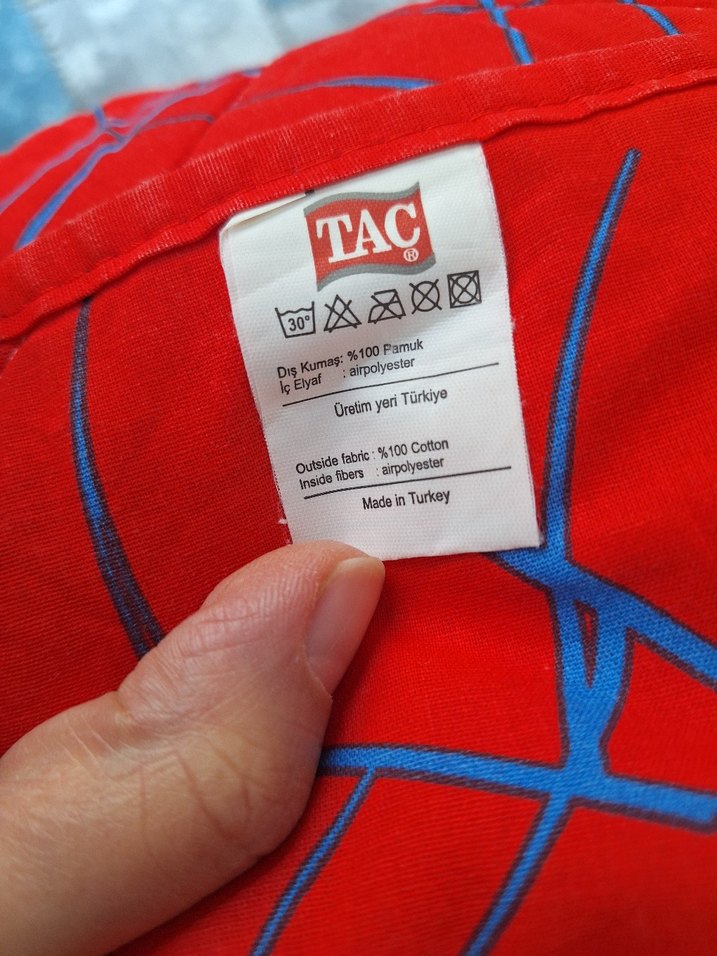 TAC®
30°
Dış Kumaş: %100 Pamuk
İç Elyaf : airpolyester
Üretim yeri Türkiye
Outside fabric : %100 Cotton
Inside fibers : airpolyester
Made in Turkey